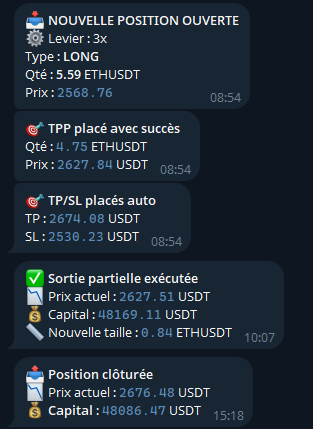 📤 NOUVELLE POSITION OUVERTE
⚙️ Levier : 3x
Type : LONG
Qté : 5.59 ETHUSDT
Prix : 2568.76
08:54
🎯 TPP placé avec succès
Qté : 4.75 ETHUSDT
Prix : 2627.84 USDT
08:54
🎯 TP/SL placés auto
TP : 2674.08 USDT
SL : 2530.23 USDT
08:54
✅ Sortie partielle exécutée
📉 Prix actuel : 2627.51 USDT
💰 Capital : 48169.11 USDT
📏 Nouvelle taille : 0.84 ETHUSDT
10:07
📤 Position clôturée
📉 Prix actuel : 2676.48 USDT
💰 Capital : 48086.47 USDT
15:18